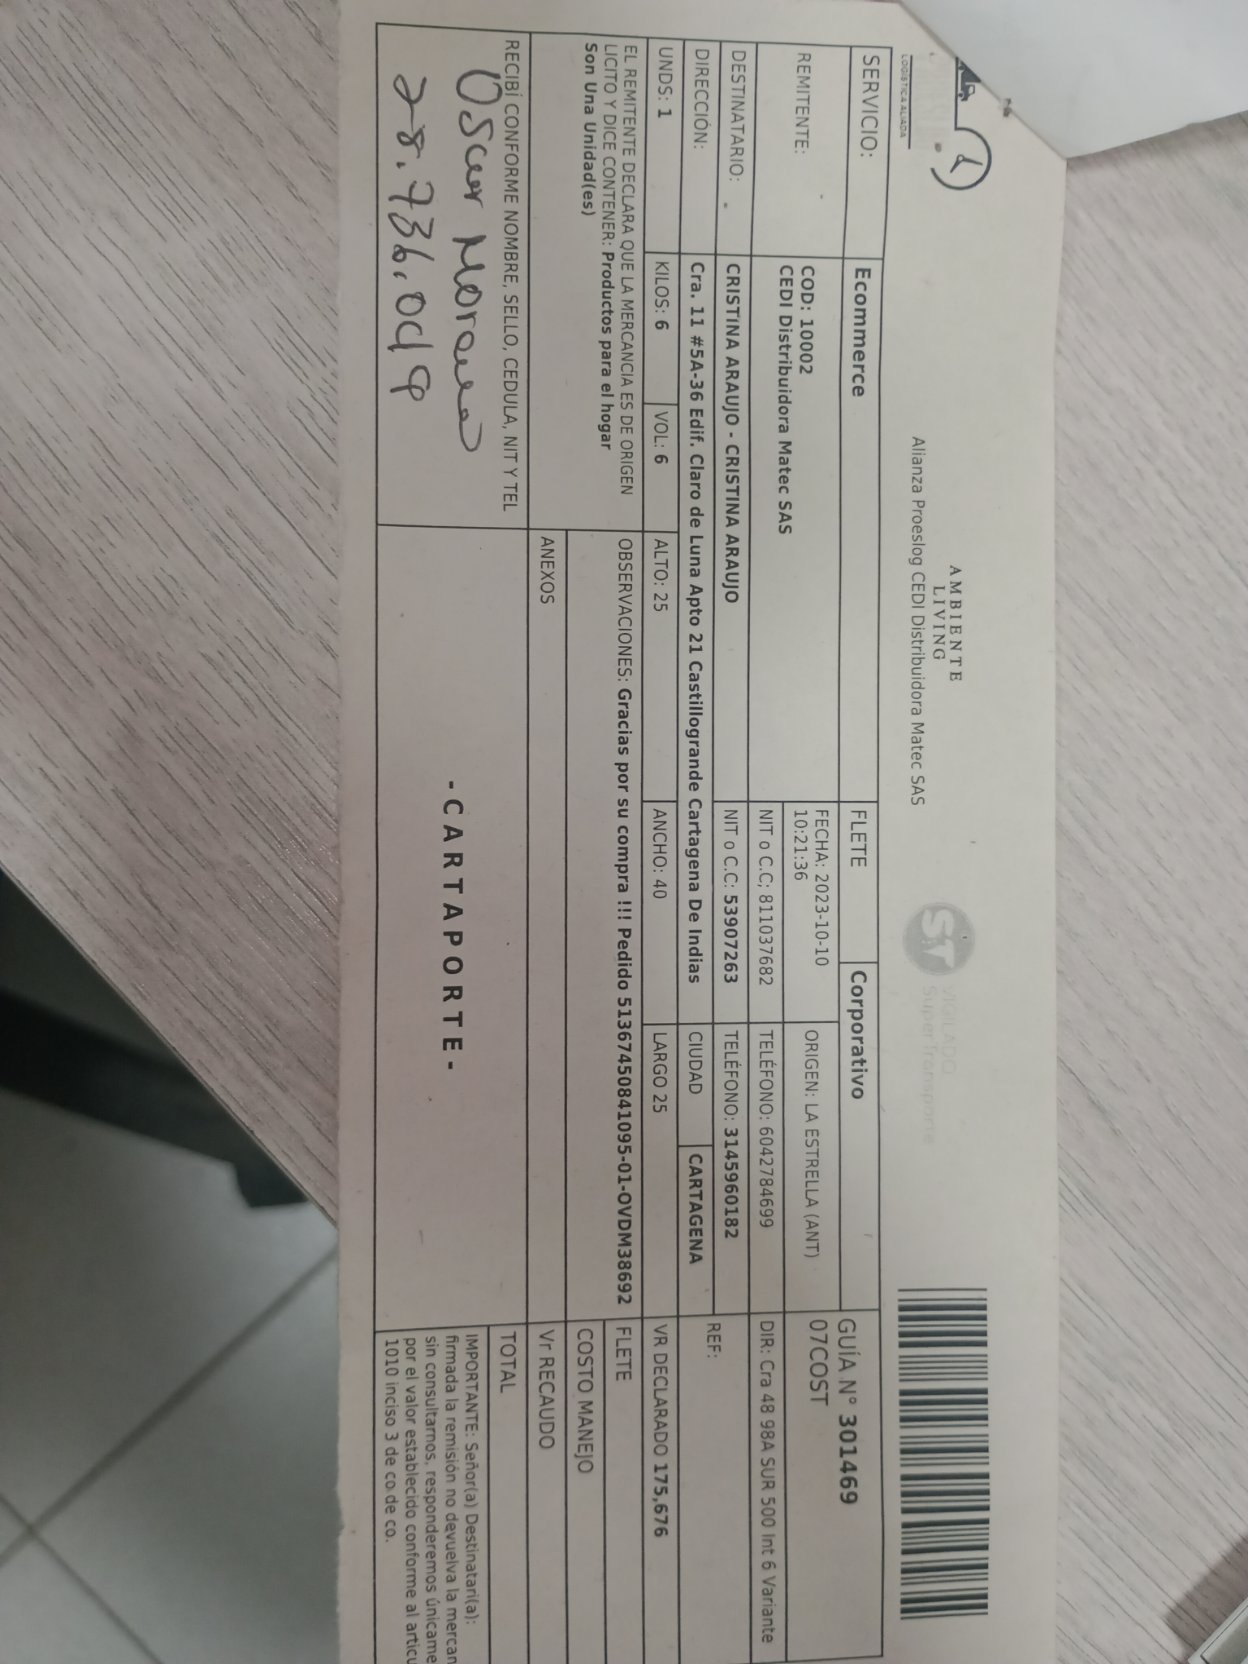 LOGÍSTICA ALIADA
AMBIENTE
LIVING
Alianza Proeslog CEDI Distribuidora Matec SAS
ST
VIGILADO
SuperTransporte
SERVICIO:
Ecommerce
FLETE
Corporativo
GUÍA N° 301469
07COST
REMITENTE:
COD: 10002
CEDI Distribuidora Matec SAS
FECHA: 2023-10-10
10:21:36
ORIGEN: LA ESTRELLA (ANT)
NIT o C.C: 811037682
TELÉFONO: 6042784699
DIR: Cra 48 98A SUR 500 Int 6 Variante
DESTINATARIO:
CRISTINA ARAUJO - CRISTINA ARAUJO
NIT o C.C: 53907263
TELÉFONO: 3145960182
REF:
DIRECCIÓN:
Cra. 11 #5A-36 Edif. Claro de Luna Apto 21 Castillogrande Cartagena De Indias
CIUDAD
CARTAGENA
UNDS: 1
KILOS: 6
VOL: 6
ALTO: 25
ANCHO: 40
LARGO 25
VR DECLARADO 175,676
EL REMITENTE DECLARA QUE LA MERCANCIA ES DE ORIGEN
LICITO Y DICE CONTENER: Productos para el hogar
Son Una Unidad(es)
OBSERVACIONES: Gracias por su compra !!! Pedido 5136745084109​5-01-OVDM38692
FLETE
COSTO MANEJO
ANEXOS
Vr RECAUDO
RECIBÍ CONFORME NOMBRE, SELLO, CEDULA, NIT Y TEL
TOTAL
Oscar Moreno
- CARTAPORTE -
IMPORTANTE: Señor(a) Destinatari(a):
firmada la remisión no devuelva la mercan
sin consultarnos, responderemos únicame
por el valor establecido conforme al artícu
1010 inciso 3 de co de co.